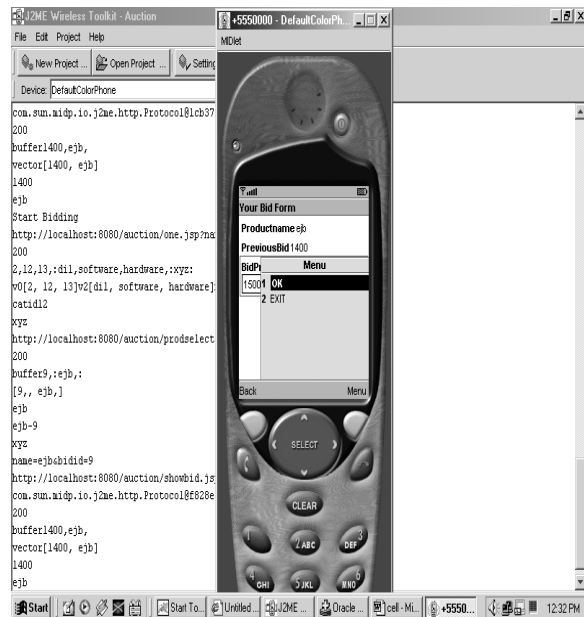 J2ME Wireless Toolkit - Auction
File Edit Project Help
New Project ... Open Project ... Setting
Device: DefaultColorPhone
com.sun.midp.io.j2me.http.Protocol@1cb37
200
buffer1400,ejb,
vector[1400, ejb]
1400
ejb
Start Bidding
http://localhost:8080/auction/one.jsp?na
200
2,12,13,:dil,software,hardware,:xyz:
v0[2, 12, 13]v2[dil, software, hardware]
catid12
xyz
http://localhost:8080/auction/prodselect
200
buffer9,:ejb,:
[9,, ejb,]
ejb
ejb-9
xyz
name=ejb&bidid=9
http://localhost:8080/auction/showbid.js
com.sun.midp.io.j2me.http.Protocol@f828e
200
buffer1400,ejb,
vector[1400, ejb]
1400
ejb
+5550000 - DefaultColorPh...
MIDlet
Your Bid Form
Productname ejb
PreviousBid 1400
BidPr
1500
Menu
1 OK
2 EXIT
Back Menu
SELECT
CLEAR
1 2 ABC DEF 3
4 GHI 5 JKL MNO 6
Start Start To... Untitled ... J2ME ... Oracle ... cell - Mi... +5550... 12:32 PM